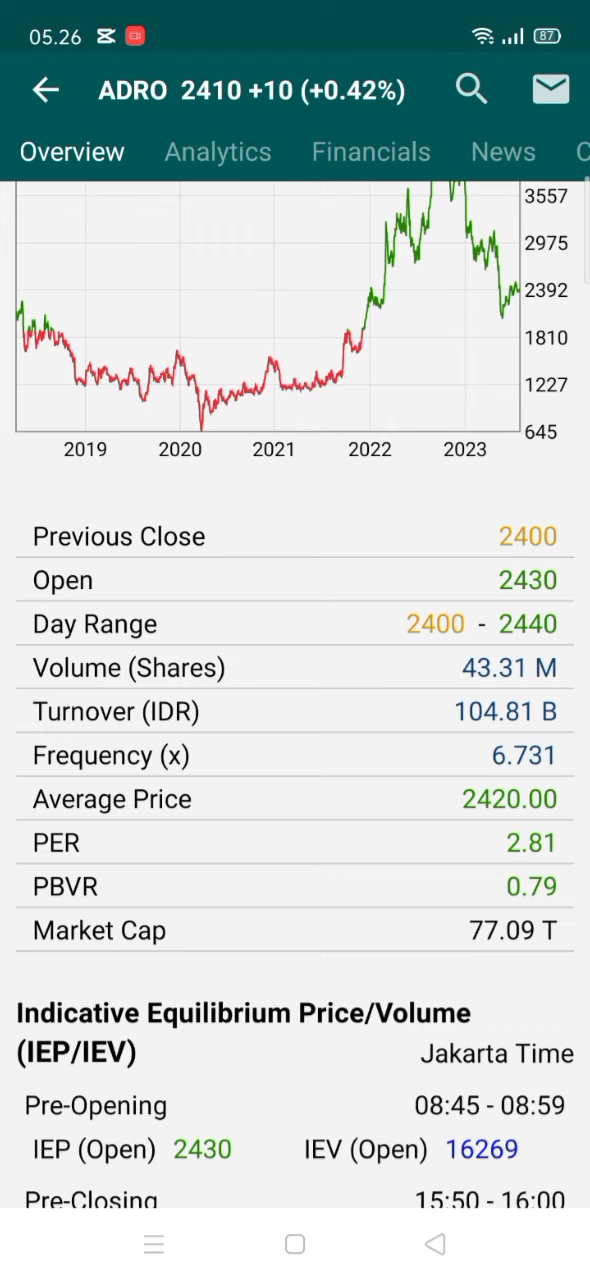 05.26 87
ADRO 2410 +10 (+0.42%)
Overview Analytics Financials News C
3557
2975
2392
1810
1227
645
2019 2020 2021 2022 2023
Previous Close 2400
Open 2430
Day Range 2400 - 2440
Volume (Shares) 43.31 M
Turnover (IDR) 104.81 B
Frequency (x) 6.731
Average Price 2420.00
PER 2.81
PBVR 0.79
Market Cap 77.09 T
Indicative Equilibrium Price/Volume
(IEP/IEV) Jakarta Time
Pre-Opening 08:45 - 08:59
IEP (Open) 2430 IEV (Open) 16269
Pre-Closing 15:50 - 16:00